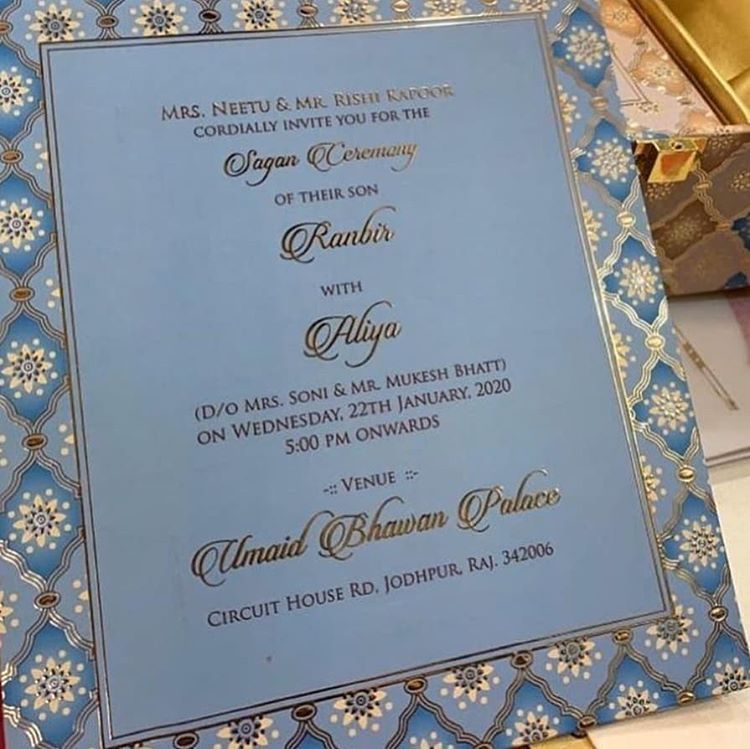 Mrs. Neetu & Mr. Rishi Kapoor
cordially invite you for the
Sagan Ceremony
of their son
Ranbir
with
Aliya
(D/o Mrs. Soni & Mr. Mukesh Bhatt)
on Wednesday, 22th January, 2020
5:00 pm onwards
-:: Venue ::-
Umaid Bhawan Palace
Circuit House Rd, Jodhpur, Raj. 342006